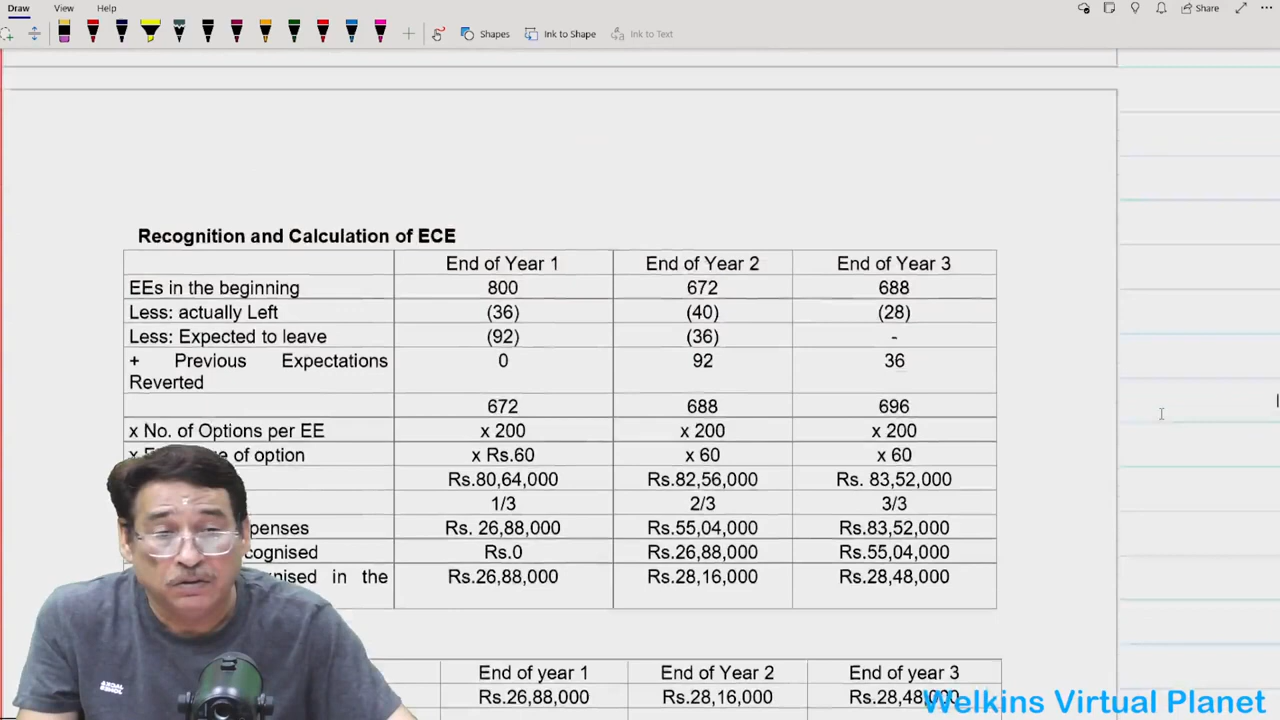 Draw View Help Share
Shapes Ink to Shape Ink to Text
Recognition and Calculation of ECE
End of Year 1 End of Year 2 End of Year 3
EEs in the beginning 800 672 688
Less: actually Left (36) (40) (28)
Less: Expected to leave (92) (36) -
+ Previous Expectations 0 92 36
Reverted
672 688 696
x No. of Options per EE x 200 x 200 x 200
of option x Rs.60 x 60 x 60
Rs.80,64,000 Rs.82,56,000 Rs. 83,52,000
1/3 2/3 3/3
Rs. 26,88,000 Rs.55,04,000 Rs.83,52,000
Rs.0 Rs.26,88,000 Rs.55,04,000
in the Rs.26,88,000 Rs.28,16,000 Rs.28,48,000
End of year 1 End of Year 2 End of year 3
Rs.26,88,000 Rs.28,16,000 Rs.28,48,000
Welkins Virtual Planet